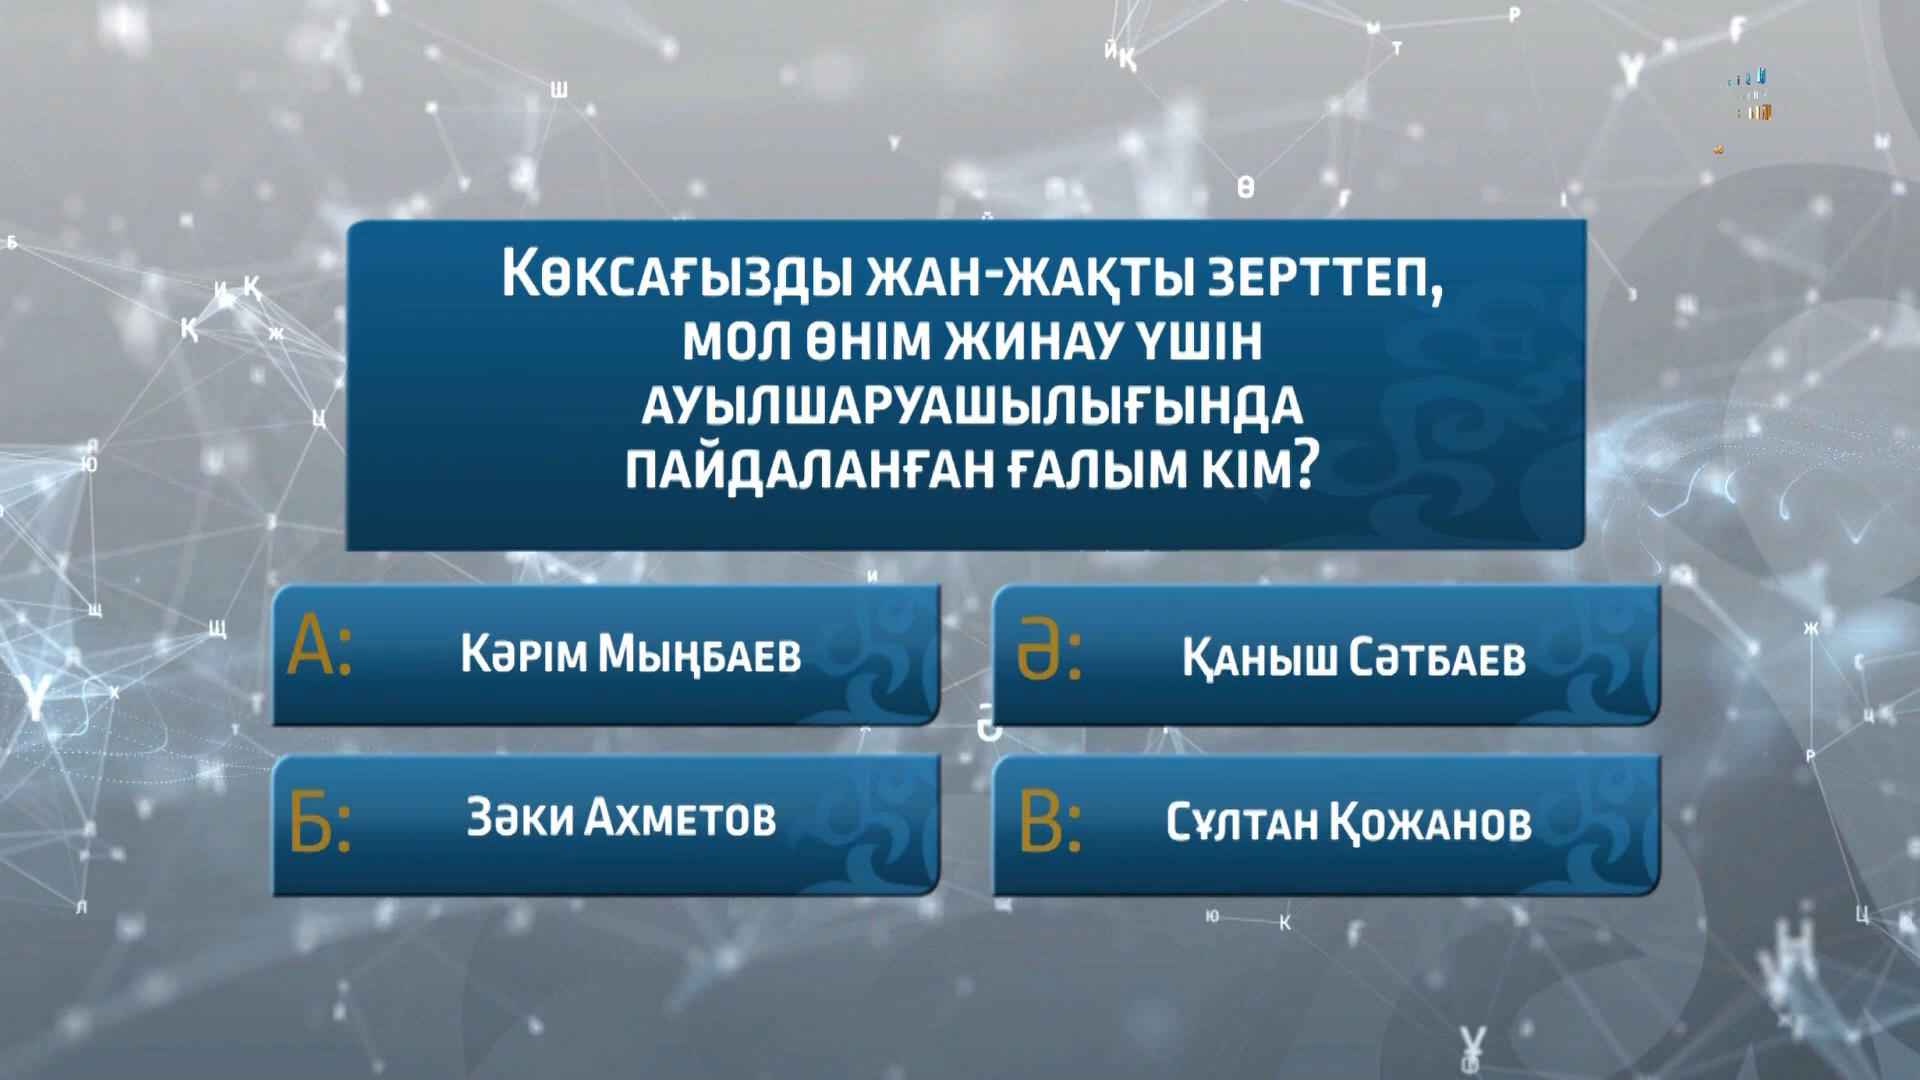 Көксағызды жан-жақты зерттеп,
мол өнім жинау үшін
ауылшаруашылығында
пайдаланған ғалым кім?
А: Кәрім Мыңбаев
Ә: Қаныш Сәтбаев
Б: Зәки Ахметов
В: Сұлтан Қожанов